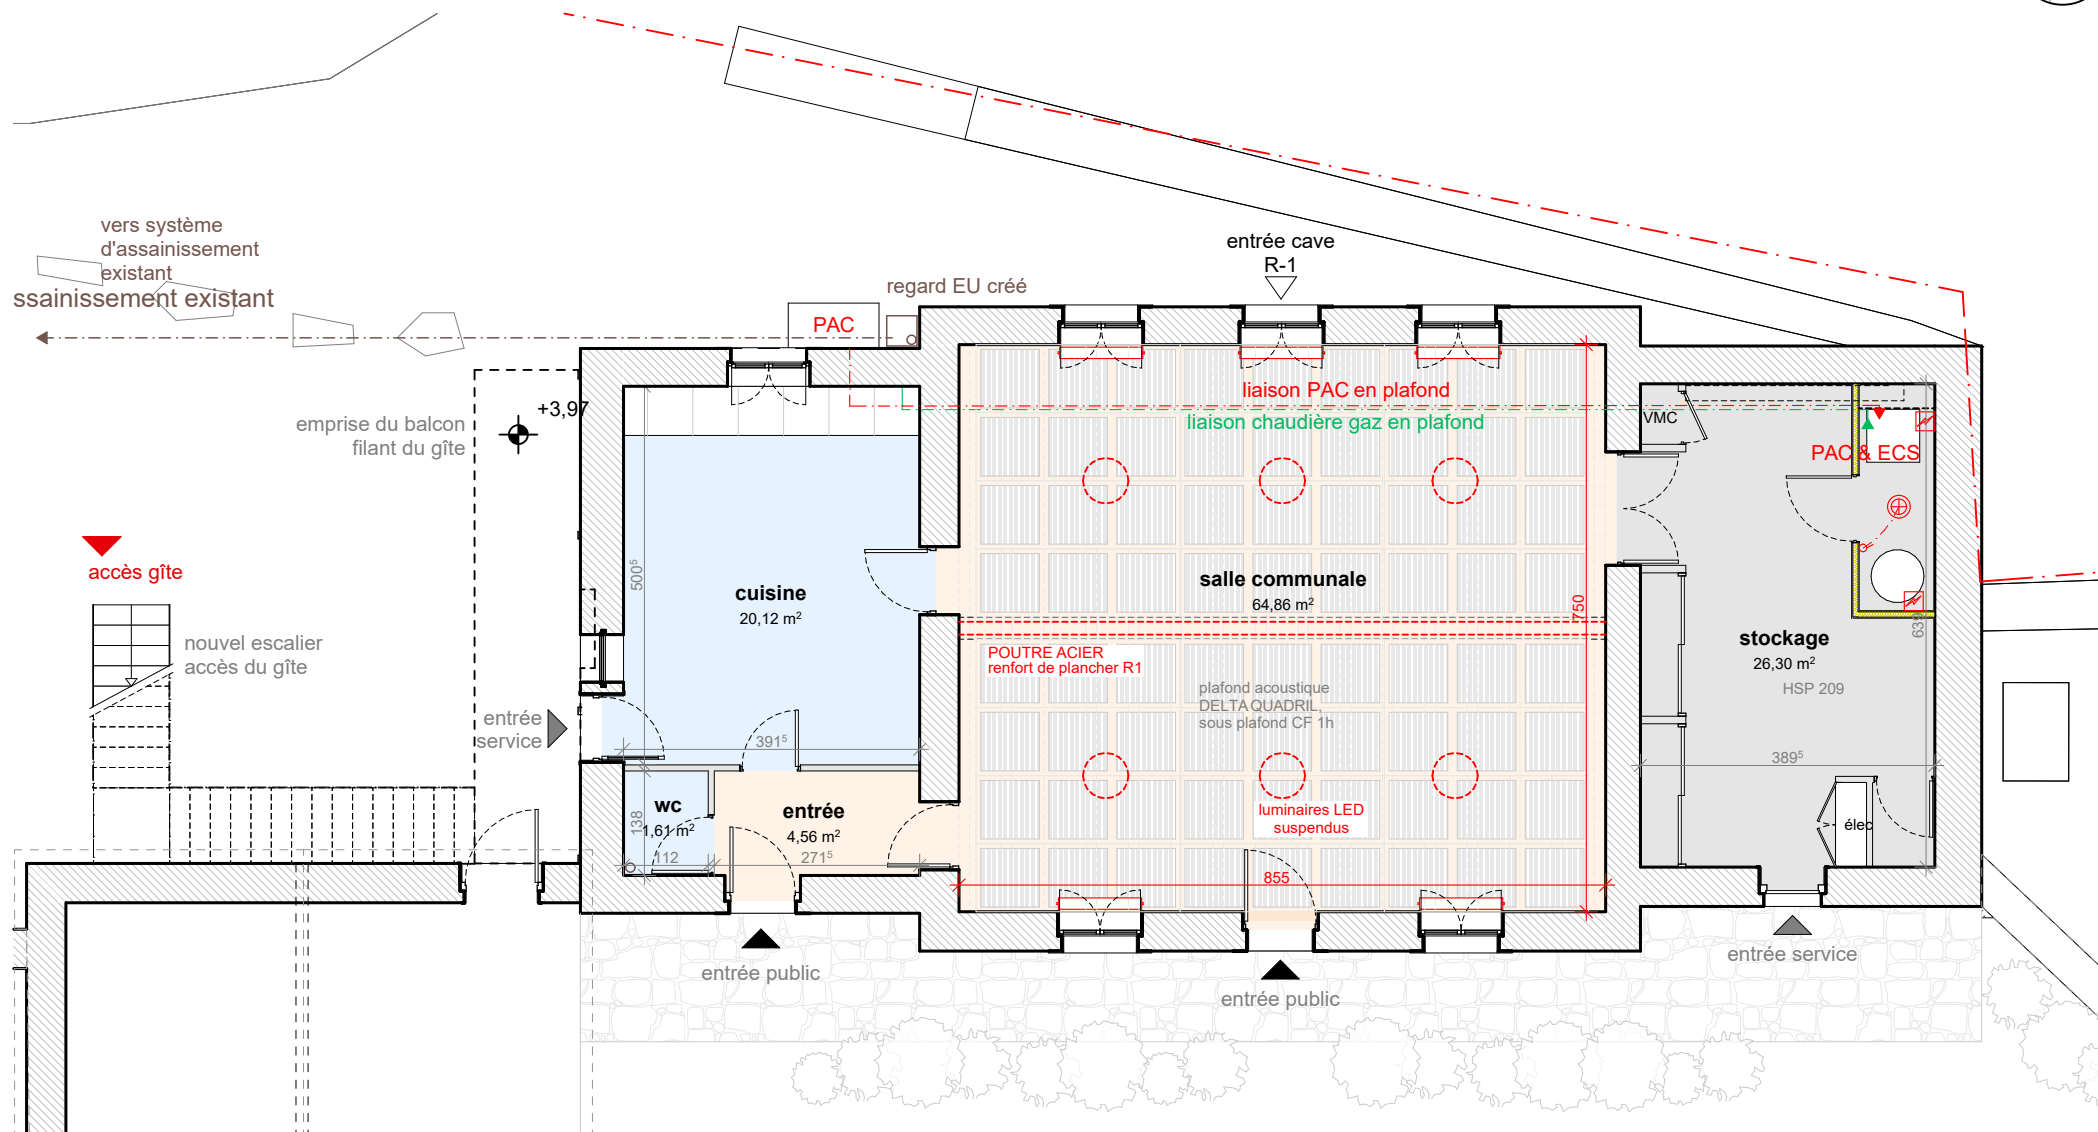 vers système
d'assainissement
existant
ssainissement existant
entrée cave
R-1
regard EU créé
PAC
+3,97
emprise du balcon
filant du gîte
liaison PAC en plafond
liaison chaudière gaz en plafond
VMC
PAC & ECS
accès gîte
nouvel escalier
accès du gîte
500⁵
cuisine
20,12 m²
salle communale
64,86 m²
750
639
stockage
26,30 m²
HSP 209
POUTRE ACIER
renfort de plancher R1
plafond acoustique
DELTA QUADRIL,
sous plafond CF 1h
entrée
service
391⁵
389⁵
wc
1,61 m²
138
112
entrée
4,56 m²
271⁵
luminaires LED
suspendus
élec
855
entrée public
entrée public
entrée service